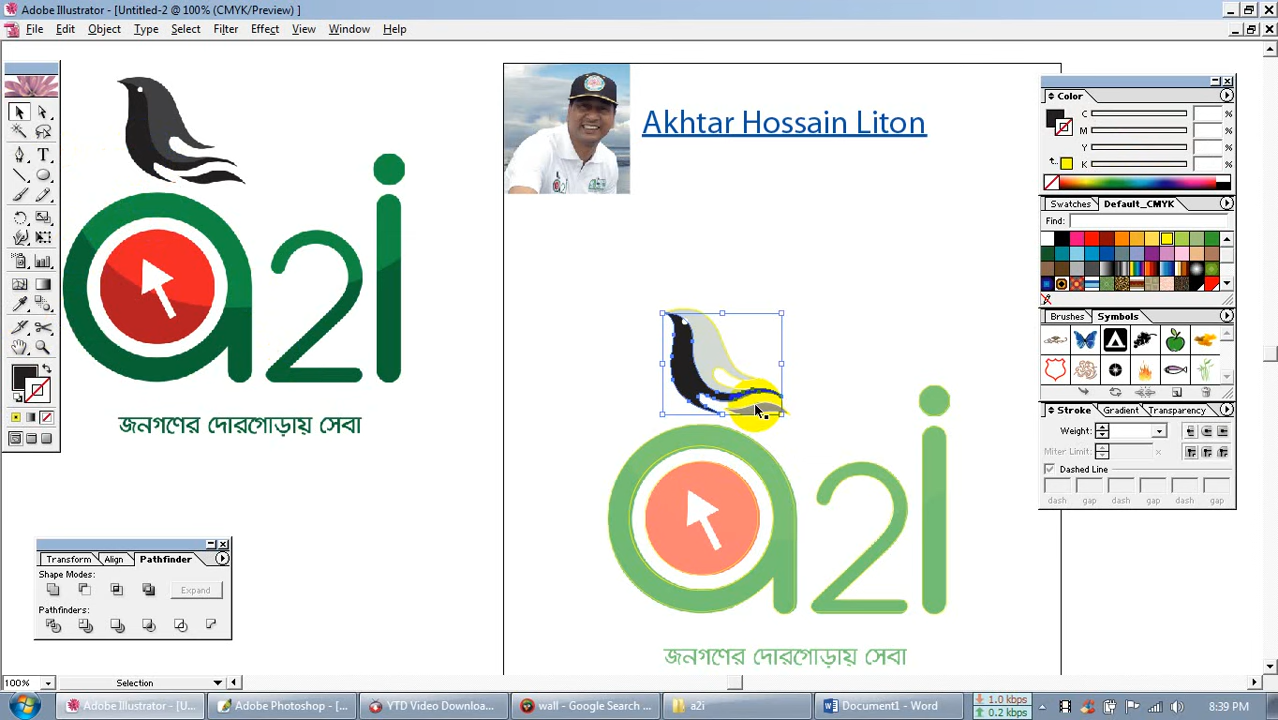 Adobe Illustrator - [Untitled-2 @ 100% (CMYK/Preview) ]
File Edit Object Type Select Filter Effect View Window Help
Akhtar Hossain Liton
a2i
জনগণের দোরগোড়ায় সেবা
a2i
জনগণের দোরগোড়ায় সেবা
Color
C %
M %
Y %
K %
Swatches Default_CMYK
Find:
Brushes Symbols
Stroke Gradient Transparency
Weight:
Miter Limit: x
Dashed Line
dash gap dash gap dash gap
Transform Align Pathfinder
Shape Modes:
Expand
Pathfinders:
100% Selection
Adobe Illustrator - [U... Adobe Photoshop - [... YTD Video Downloa... wall - Google Search ... a2i Document1 - Word 1.0 kbps 8:39 PM
0.2 kbps